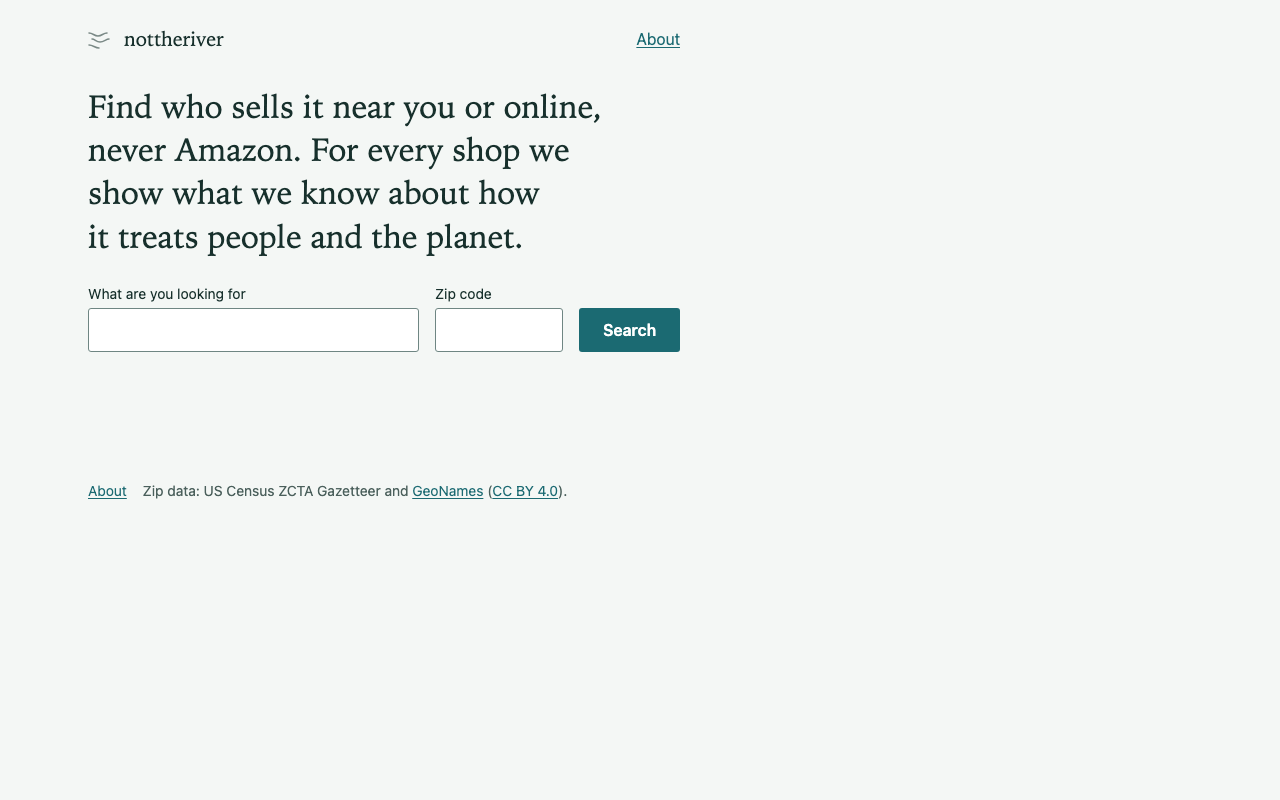 nottheriver
About
Find who sells it near you or online,
never Amazon. For every shop we
show what we know about how
it treats people and the planet.
What are you looking for
Zip code
Search
About
Zip data: US Census ZCTA Gazetteer and GeoNames (CC BY 4.0).